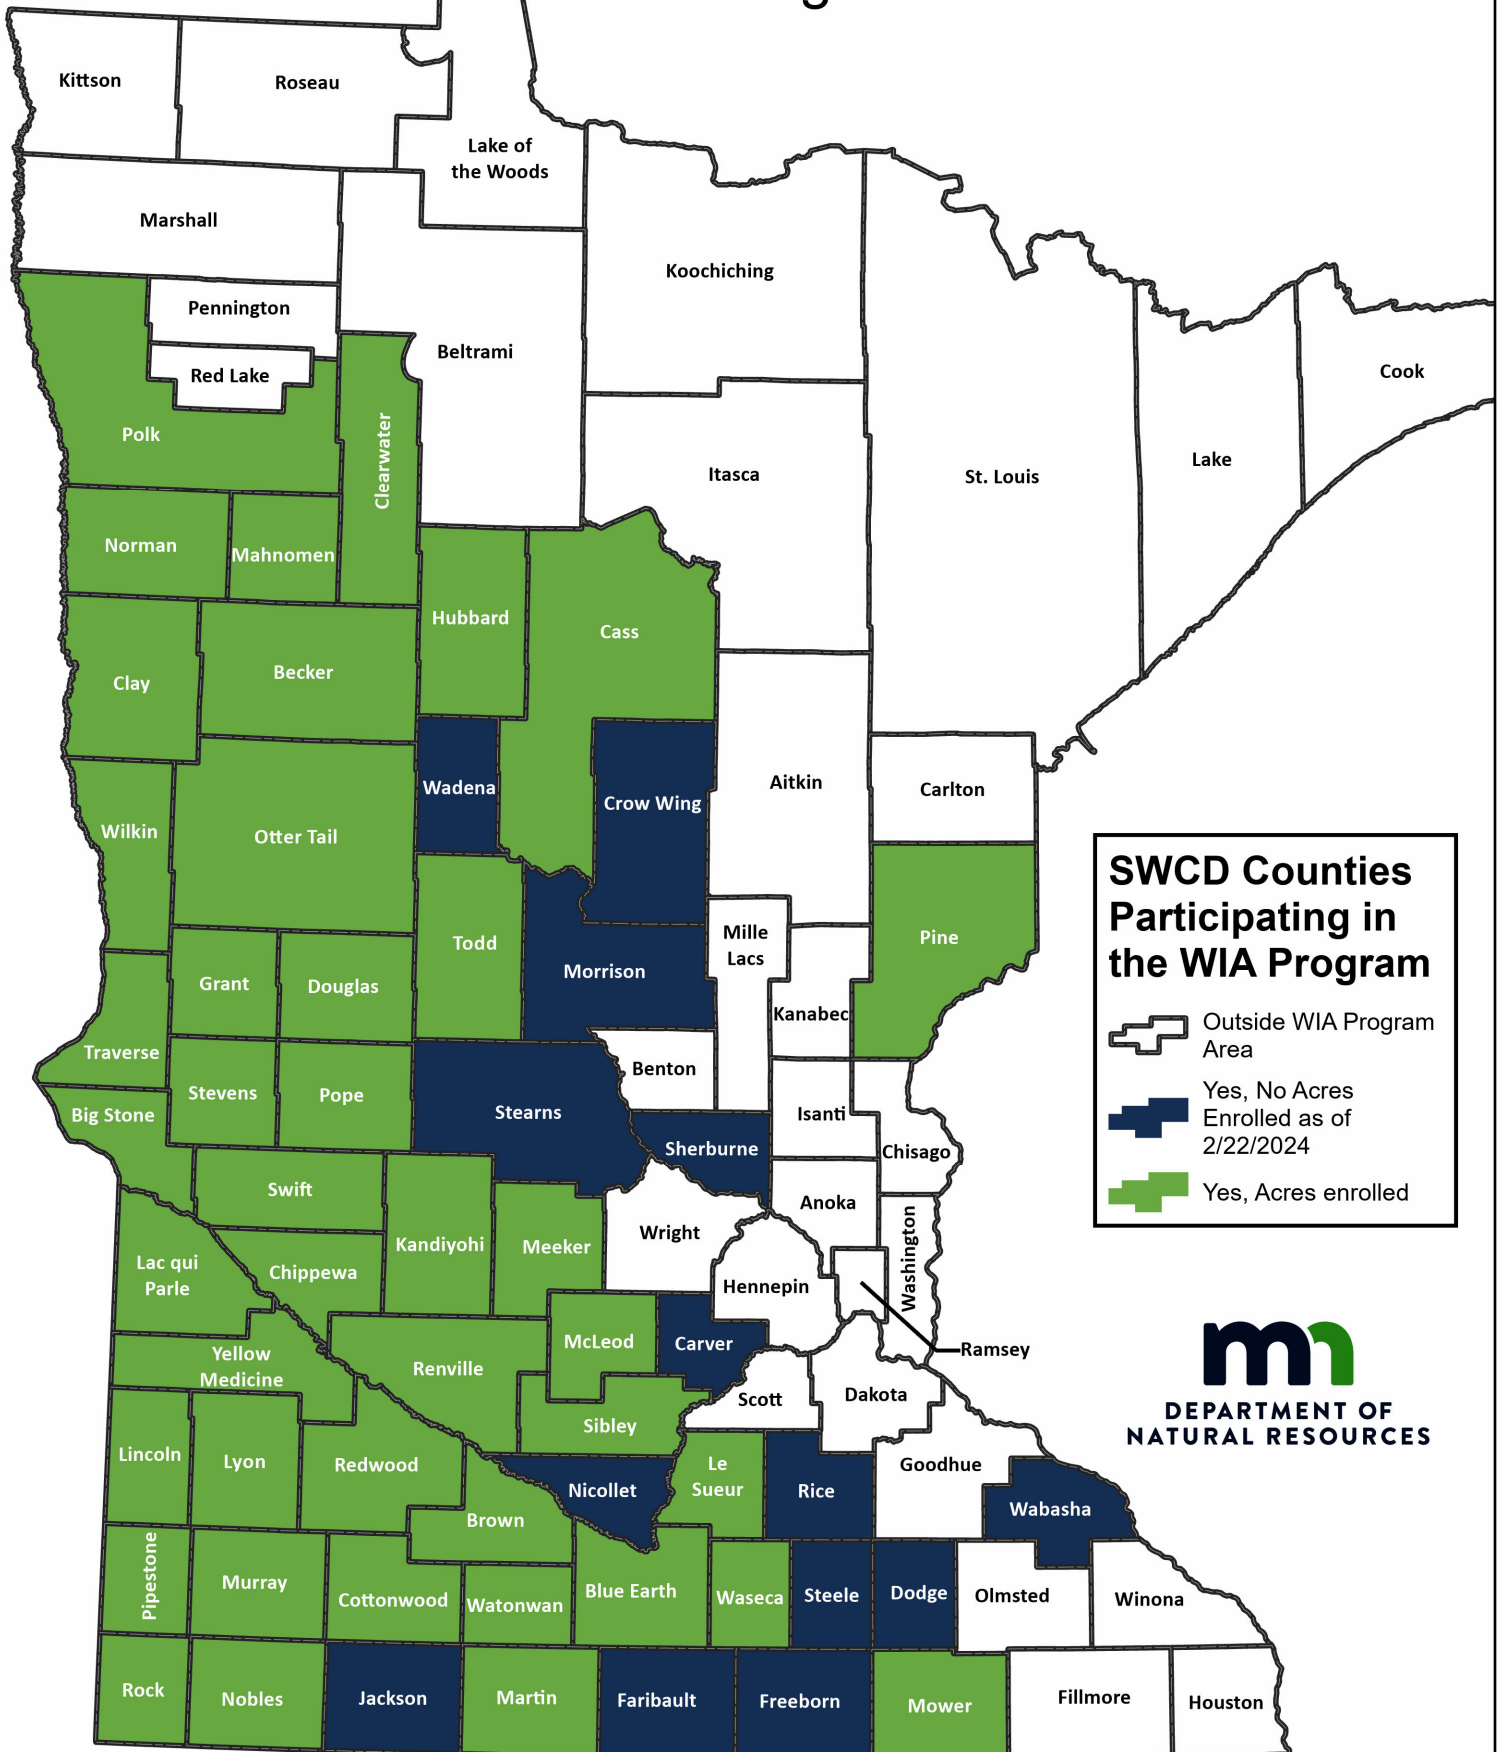 g
Kittson
Roseau
Lake of
the Woods
Marshall
Koochiching
Pennington
Beltrami
Red Lake
Cook
Polk
Clearwater
Itasca
St. Louis
Lake
Norman
Mahnomen
Hubbard
Cass
Clay
Becker
Wadena
Crow Wing
Aitkin
Carlton
Wilkin
Otter Tail
Todd
Morrison
Mille
Lacs
Pine
Grant
Douglas
Kanabec
Traverse
Stevens
Pope
Benton
Big Stone
Stearns
Isanti
Sherburne
Chisago
Swift
Anoka
Wright
Kandiyohi
Meeker
Washington
Lac qui
Parle
Chippewa
Hennepin
McLeod
Carver
Ramsey
Yellow
Medicine
Renville
Scott
Dakota
Sibley
Lincoln
Lyon
Redwood
Le
Sueur
Goodhue
Nicollet
Rice
Wabasha
Brown
Pipestone
Murray
Cottonwood
Watonwan
Blue Earth
Waseca
Steele
Dodge
Olmsted
Winona
Rock
Nobles
Jackson
Martin
Faribault
Freeborn
Mower
Fillmore
Houston
SWCD Counties
Participating in
the WIA Program
Outside WIA Program
Area
Yes, No Acres
Enrolled as of
2/22/2024
Yes, Acres enrolled
mn
DEPARTMENT OF
NATURAL RESOURCES